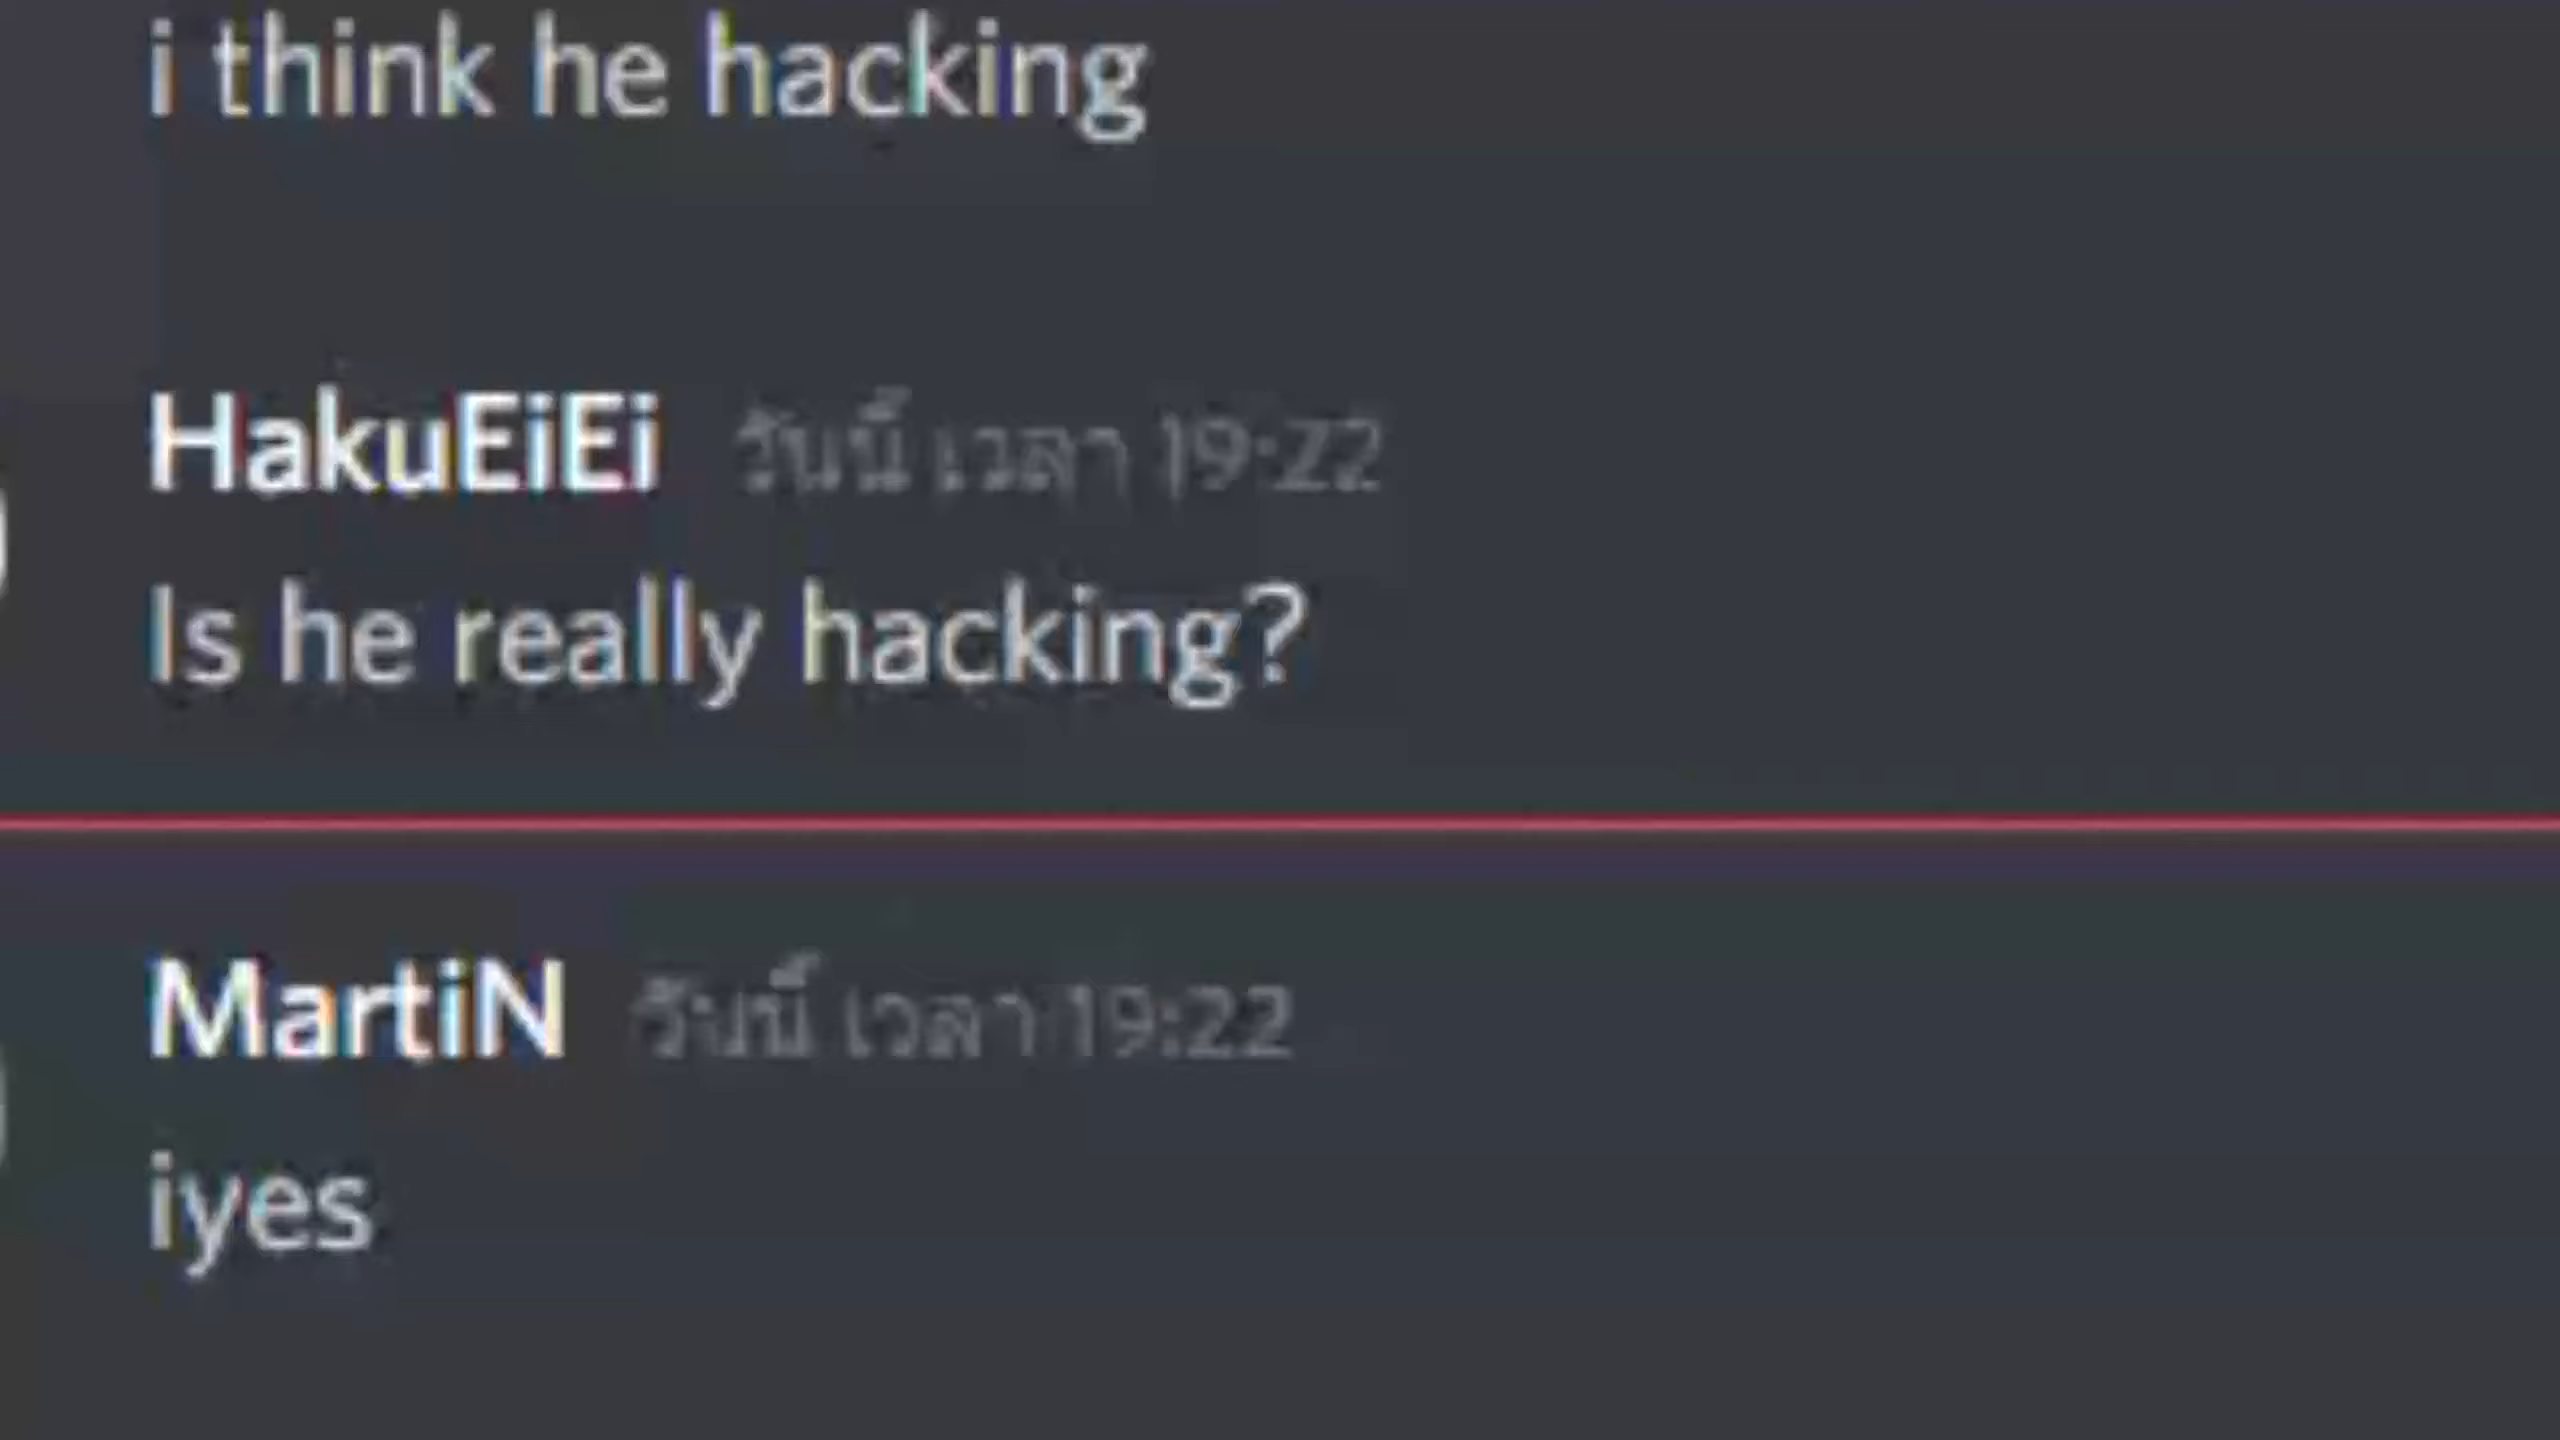 i think he hacking
HakuEiEi วันนี้ เวลา 19:22
Is he really hacking?
MartiN วันนี้ เวลา 19:22
iyes